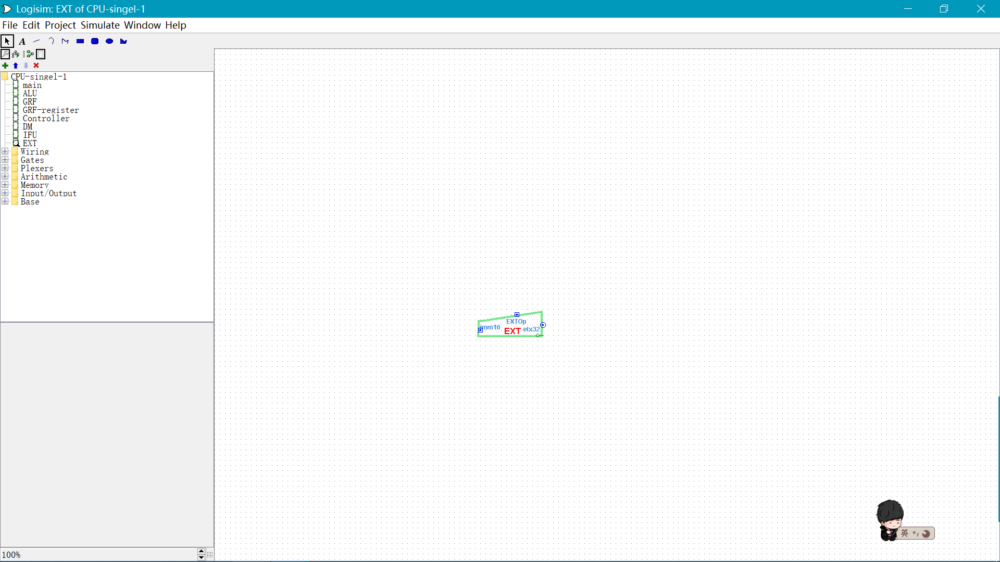 Logisim: EXT of CPU-singel-1
File Edit Project Simulate Window Help
A
CPU-singel-1
main
ALU
GRF
GRF-register
Controller
DM
IFU
EXT
Wiring
Gates
Plexers
Arithmetic
Memory
Input/Output
Base
EXTOp
imm16 EXT etx32
英
100%